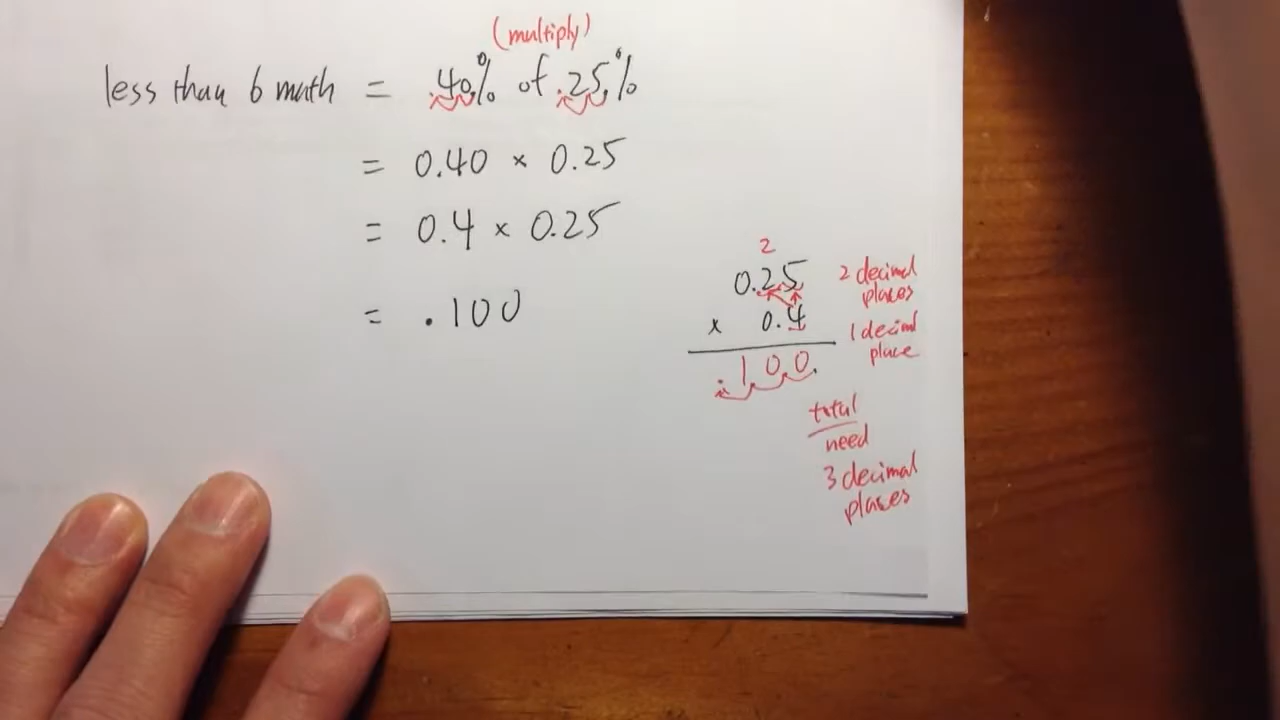 (multiply)
less than 6 math = .40.% of .25.%
= 0.40 × 0.25
= 0.4 × 0.25
= .100
2
0.25
2 decimal
places
× 0.4
1 decimal
place
.100.
total
need
3 decimal
places